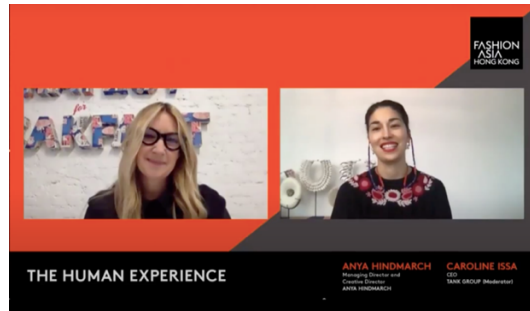 FASHION
ASIA
HONG KONG
for
THE HUMAN EXPERIENCE
ANYA HINDMARCH
Managing Director and
Creative Director
ANYA HINDMARCH
CAROLINE ISSA
CEO
TANK GROUP (Moderator)